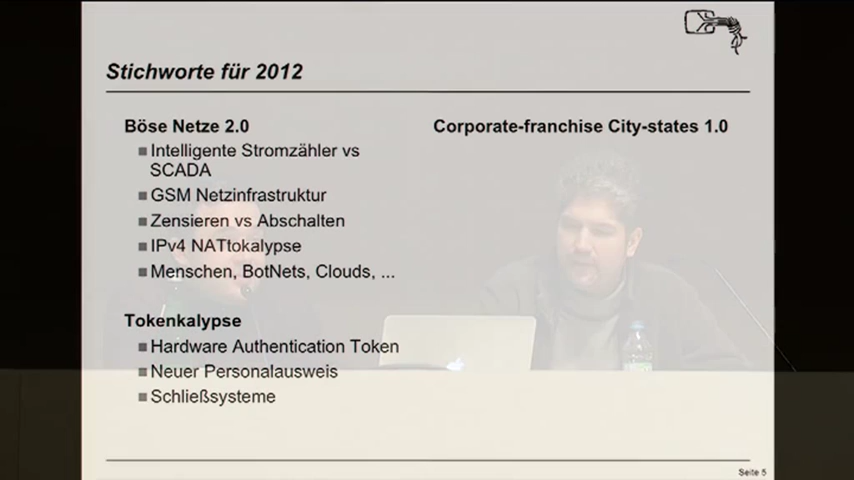 Stichworte für 2012
Böse Netze 2.0
Intelligente Stromzähler vs
SCADA
GSM Netzinfrastruktur
Zensieren vs Abschalten
IPv4 NATtokalypse
Menschen, BotNets, Clouds, ...
Tokenkalypse
Hardware Authentication Token
Neuer Personalausweis
Schließsysteme
Corporate-franchise City-states 1.0
Seite 5